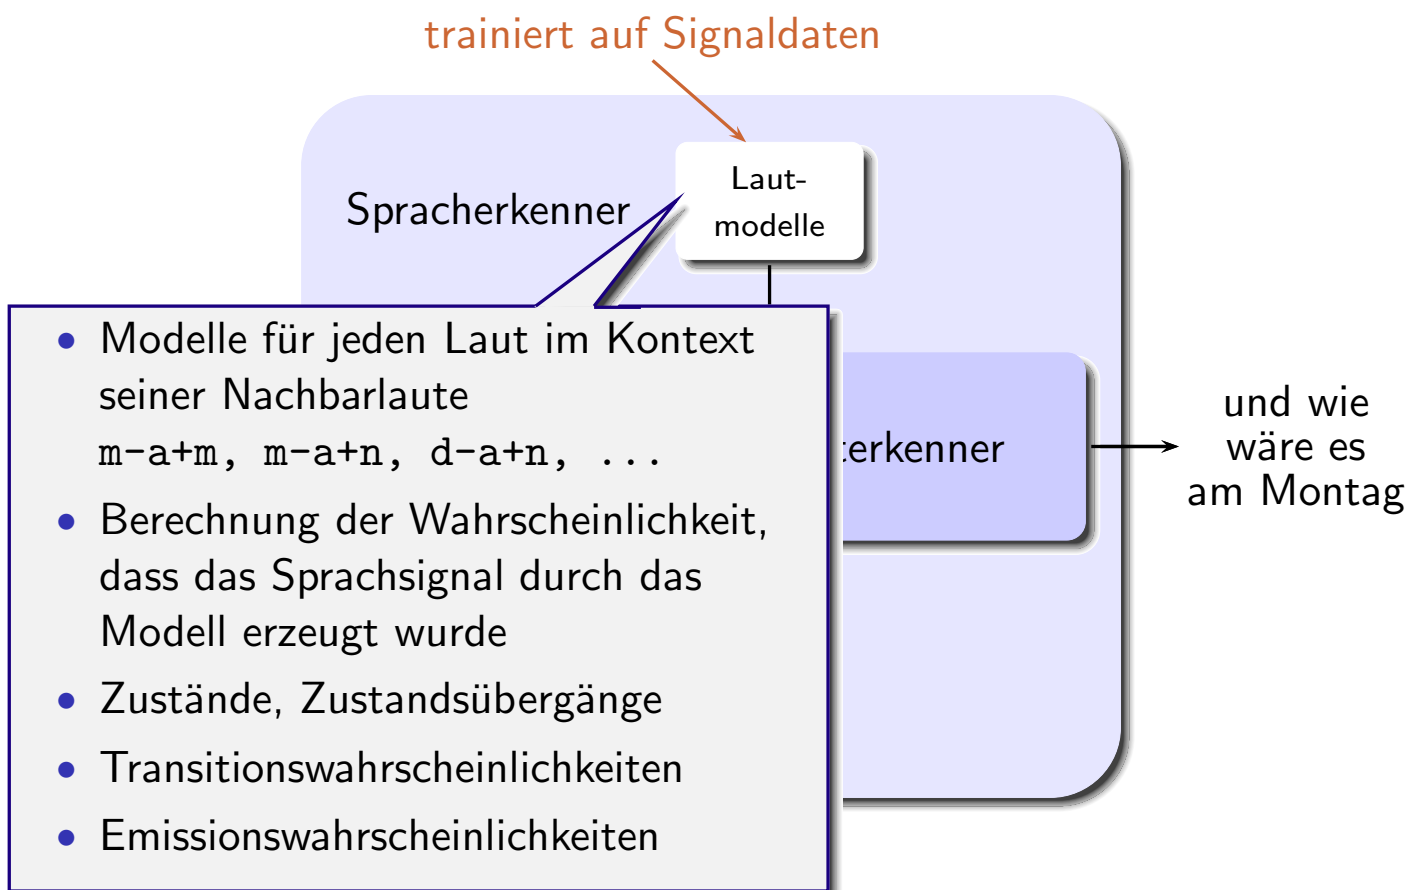 trainiert auf Signaldaten
Spracherkenner
Laut-
modelle
• Modelle für jeden Laut im Kontext
seiner Nachbarlaute
m-a+m, m-a+n, d-a+n, ...
• Berechnung der Wahrscheinlichkeit,
dass das Sprachsignal durch das
Modell erzeugt wurde
• Zustände, Zustandsübergänge
• Transitionswahrscheinlichkeiten
• Emissionswahrscheinlichkeiten
terkenner
und wie
wäre es
am Montag